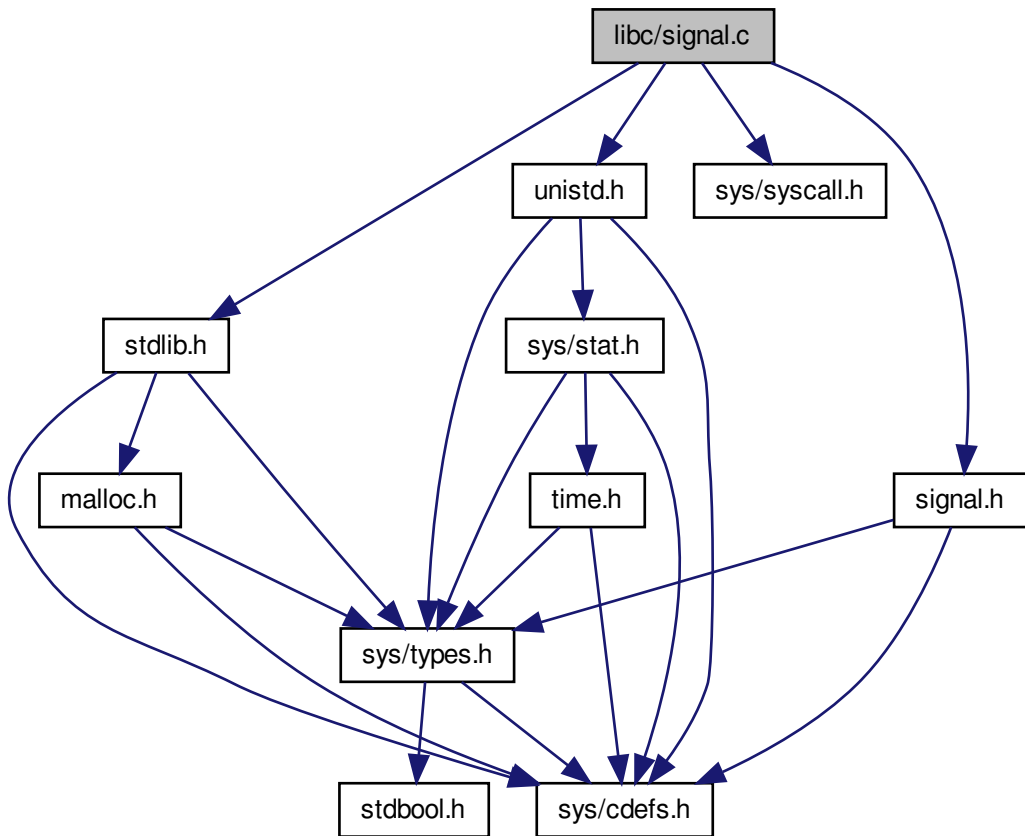 libc/signal.c
unistd.h
sys/syscall.h
stdlib.h
sys/stat.h
malloc.h
time.h
signal.h
sys/types.h
stdbool.h
sys/cdefs.h